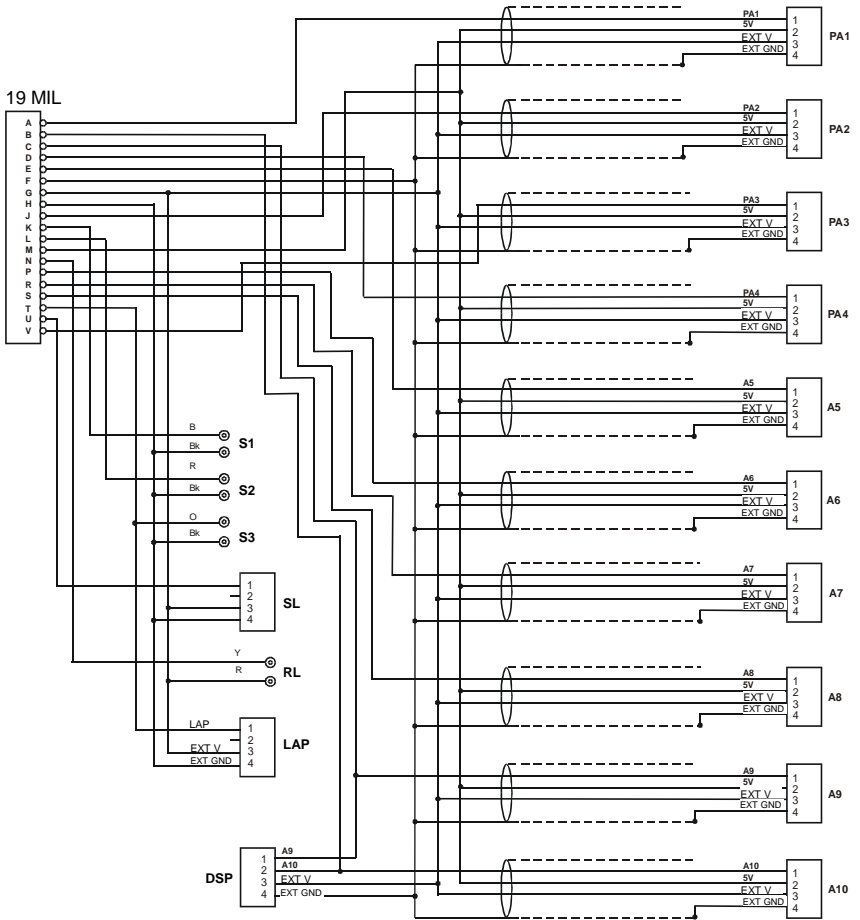 19 MIL
A
B
C
D
E
F
G
H
J
K
L
M
N
P
R
S
T
U
V
PA1
5V
EXT V
EXT GND
1
2
3
4
PA1
PA2
5V
EXT V
EXT GND
1
2
3
4
PA2
PA3
5V
EXT V
EXT GND
1
2
3
4
PA3
PA4
5V
EXT V
EXT GND
1
2
3
4
PA4
A5
5V
EXT V
EXT GND
1
2
3
4
A5
A6
5V
EXT V
EXT GND
1
2
3
4
A6
A7
5V
EXT V
EXT GND
1
2
3
4
A7
A8
5V
EXT V
EXT GND
1
2
3
4
A8
A9
5V
EXT V
EXT GND
1
2
3
4
A9
A10
5V
EXT V
EXT GND
1
2
3
4
A10
B
Bk
S1
R
Bk
S2
O
Bk
S3
1
2
3
4
SL
Y
R
RL
LAP
EXT V
EXT GND
1
2
3
4
LAP
DSP
1
2
3
4
A9
A10
EXT V
EXT GND